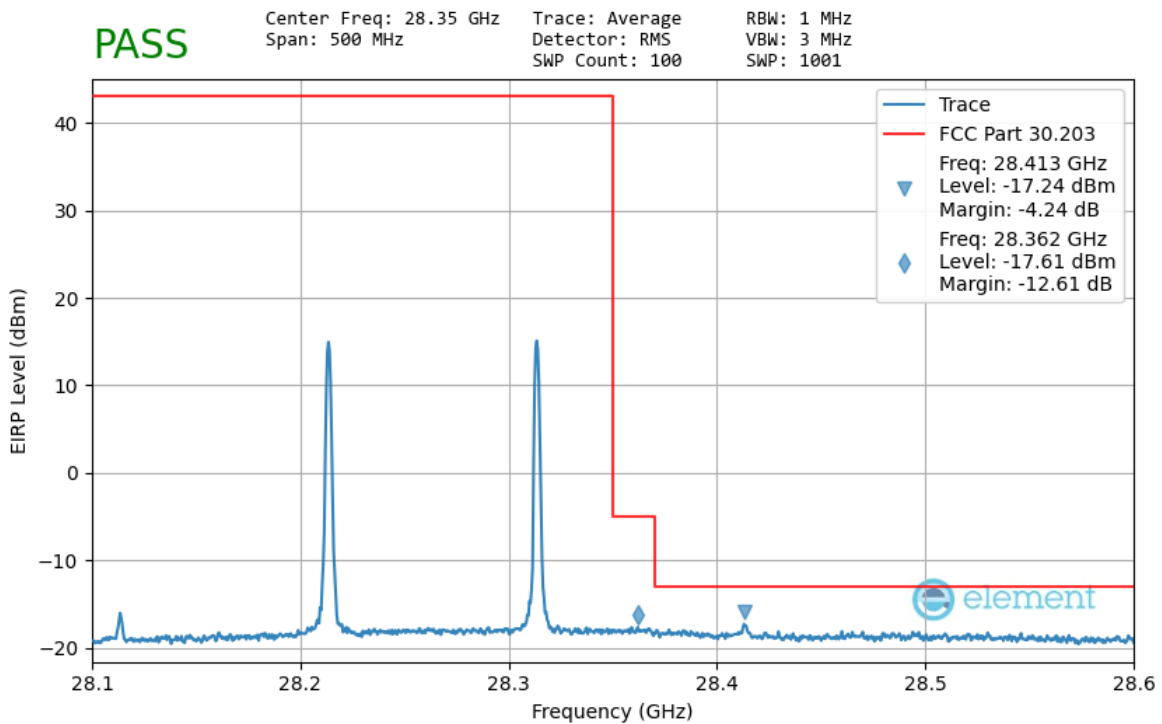 PASS
Center Freq: 28.35 GHz
Span: 500 MHz
Trace: Average
Detector: RMS
SWP Count: 100
RBW: 1 MHz
VBW: 3 MHz
SWP: 1001
Trace
FCC Part 30.203
Freq: 28.413 GHz
Level: -17.24 dBm
Margin: -4.24 dB
Freq: 28.362 GHz
Level: -17.61 dBm
Margin: -12.61 dB
EIRP Level (dBm)
40
30
20
10
0
−10
−20
element
28.1
28.2
28.3
28.4
28.5
28.6
Frequency (GHz)